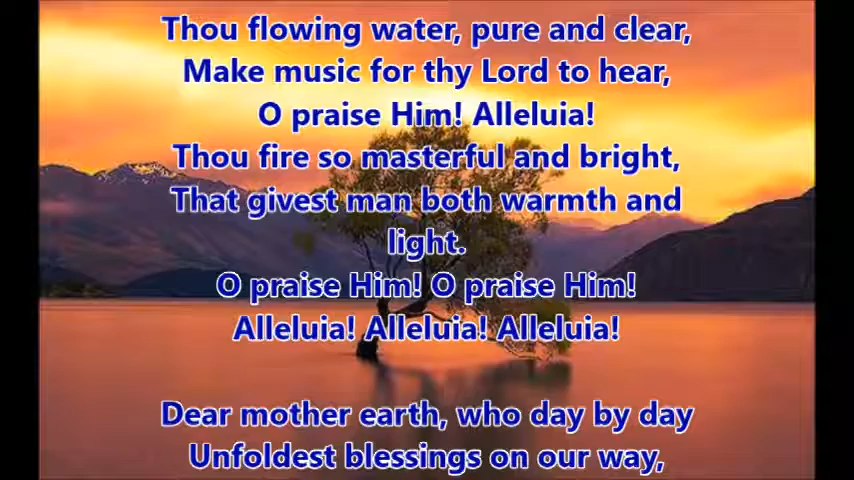 Thou flowing water, pure and clear,
Make music for thy Lord to hear,
O praise Him! Alleluia!
Thou fire so masterful and bright,
That givest man both warmth and
light.
O praise Him! O praise Him!
Alleluia! Alleluia! Alleluia!
Dear mother earth, who day by day
Unfoldest blessings on our way,